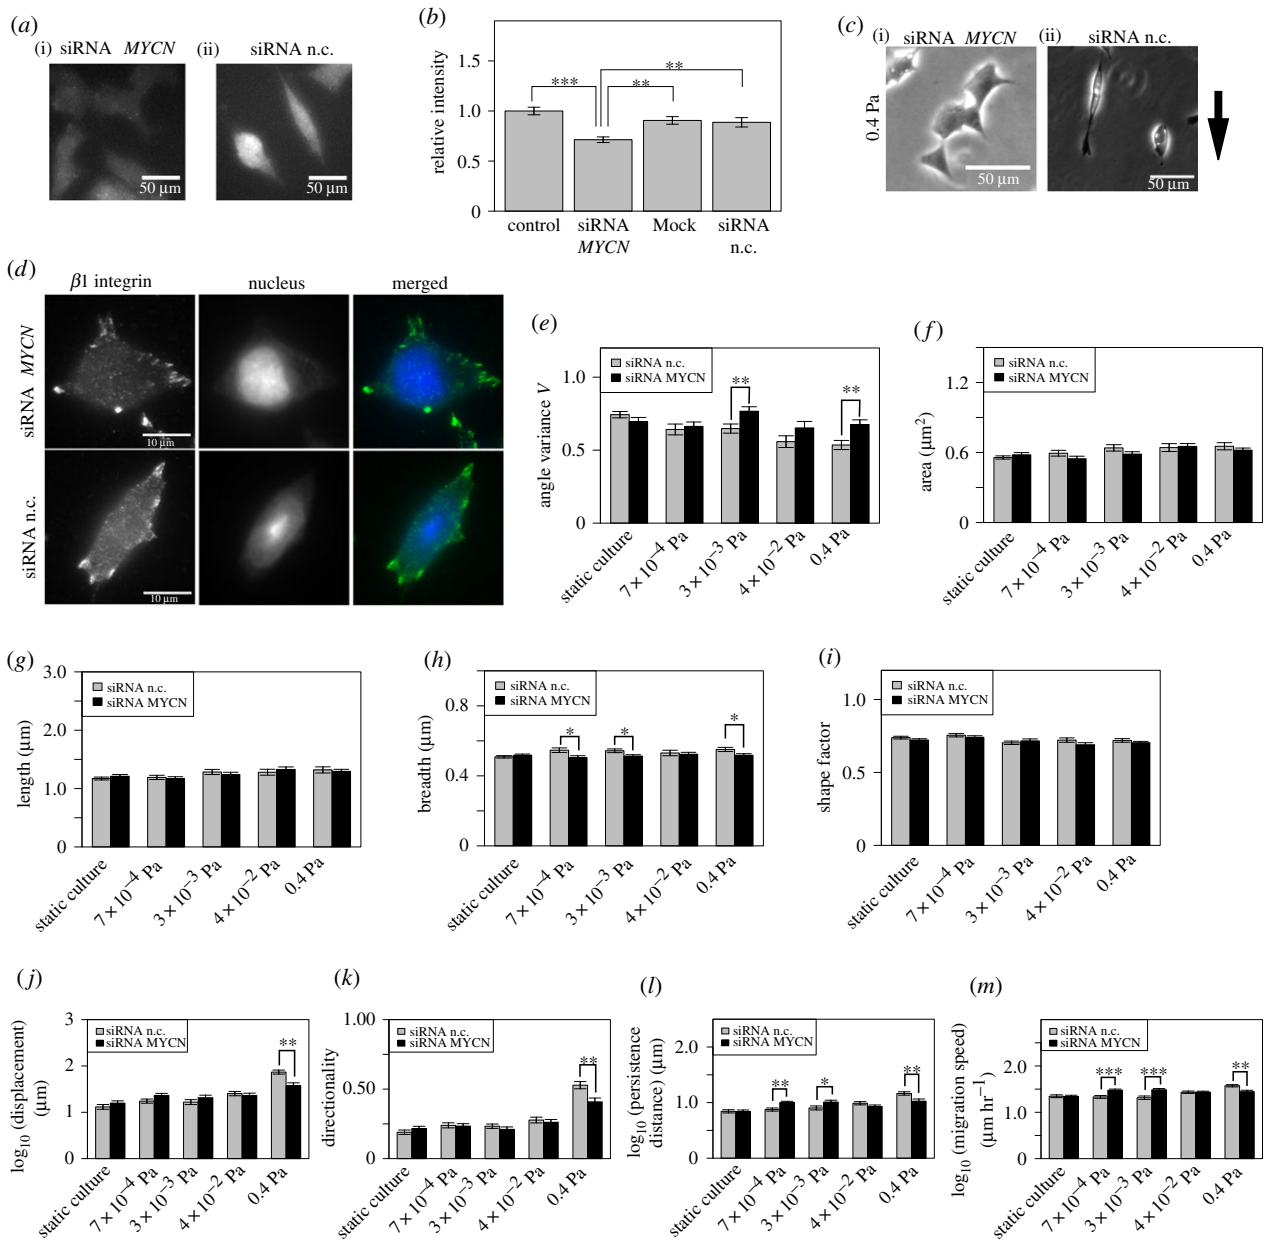 (a)
(i) siRNA MYCN (ii) siRNA n.c.
50 µm
50 µm
(b)
relative intensity
1.5
1.0
0.5
0
***
**
**
control
siRNA MYCN
Mock
siRNA n.c.
(c)
(i) siRNA MYCN (ii) siRNA n.c.
0.4 Pa
50 µm
50 µm
(d)
β1 integrin nucleus merged
siRNA MYCN
10 µm
siRNA n.c.
10 µm
(e)
angle variance V
1.0
0.5
0
siRNA n.c.
siRNA MYCN
**
**
static culture
7 × 10⁻⁴ Pa
3 × 10⁻³ Pa
4 × 10⁻² Pa
0.4 Pa
(f)
area (µm²)
1.4
0.6
0
siRNA n.c.
siRNA MYCN
static culture
7 × 10⁻⁴ Pa
3 × 10⁻³ Pa
4 × 10⁻² Pa
0.4 Pa
(g)
length (µm)
3.0
2.0
1.0
0
siRNA n.c.
siRNA MYCN
static culture
7 × 10⁻⁴ Pa
3 × 10⁻³ Pa
4 × 10⁻² Pa
0.4 Pa
(h)
breadth (µm)
0.8
0.4
0
siRNA n.c.
siRNA MYCN
*
*
*
static culture
7 × 10⁻⁴ Pa
3 × 10⁻³ Pa
4 × 10⁻² Pa
0.4 Pa
(i)
shape factor
1.0
0.5
0
siRNA n.c.
siRNA MYCN
static culture
7 × 10⁻⁴ Pa
3 × 10⁻³ Pa
4 × 10⁻² Pa
0.4 Pa
(j)
log₁₀ (displacement)
(µm)
3
2
1
0
siRNA n.c.
siRNA MYCN
**
static culture
7 × 10⁻⁴ Pa
3 × 10⁻³ Pa
4 × 10⁻² Pa
0.4 Pa
(k)
directionality
1.00
0.50
0
siRNA n.c.
siRNA MYCN
**
static culture
7 × 10⁻⁴ Pa
3 × 10⁻³ Pa
4 × 10⁻² Pa
0.4 Pa
(l)
log₁₀ (persistence
distance) (µm)
2.0
1.0
0
siRNA n.c.
siRNA MYCN
**
*
**
static culture
7 × 10⁻⁴ Pa
3 × 10⁻³ Pa
4 × 10⁻² Pa
0.4 Pa
(m)
log₁₀ (migration speed)
(µm hr⁻¹)
2.0
1.0
0
siRNA n.c.
siRNA MYCN
***
***
**
static culture
7 × 10⁻⁴ Pa
3 × 10⁻³ Pa
4 × 10⁻² Pa
0.4 Pa